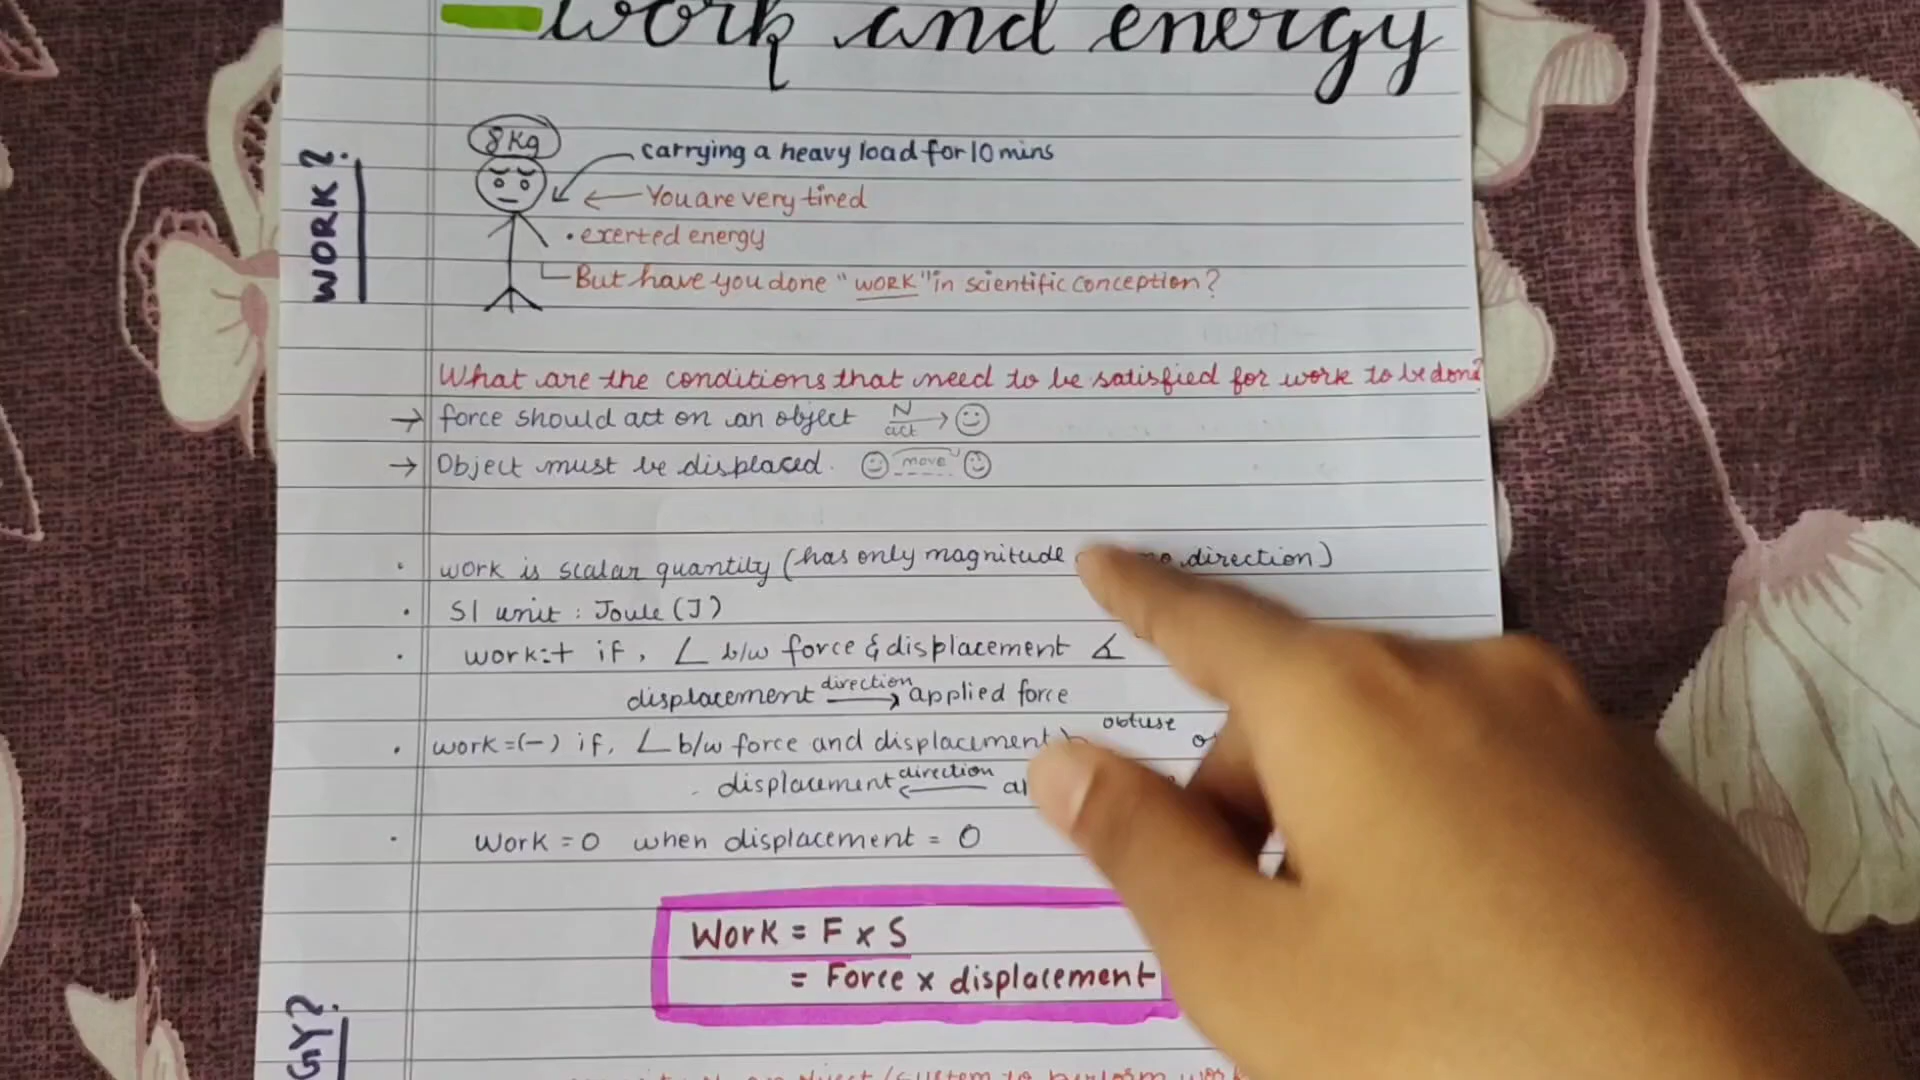 work and energy
WORK?
8Kg
carrying a heavy load for 10 mins
You are very tired
• exerted energy
But have you done "WORK" in scientific conception?
What are the conditions that need to be satisfied for work to be done?
→ force should act on an object N act →
→ Object must be displaced. move
• work is scalar quantity (has only magnitude no direction)
• SI unit : Joule (J)
• work:+ if, ∠ b/w force & displacement ∡
displacement direction → applied force
• work = (-) if, ∠ b/w force and displacement obtuse
displacement direction ←
• Work = 0 when displacement = 0
Work = F x S
= Force x displacement
GY?
to perform work